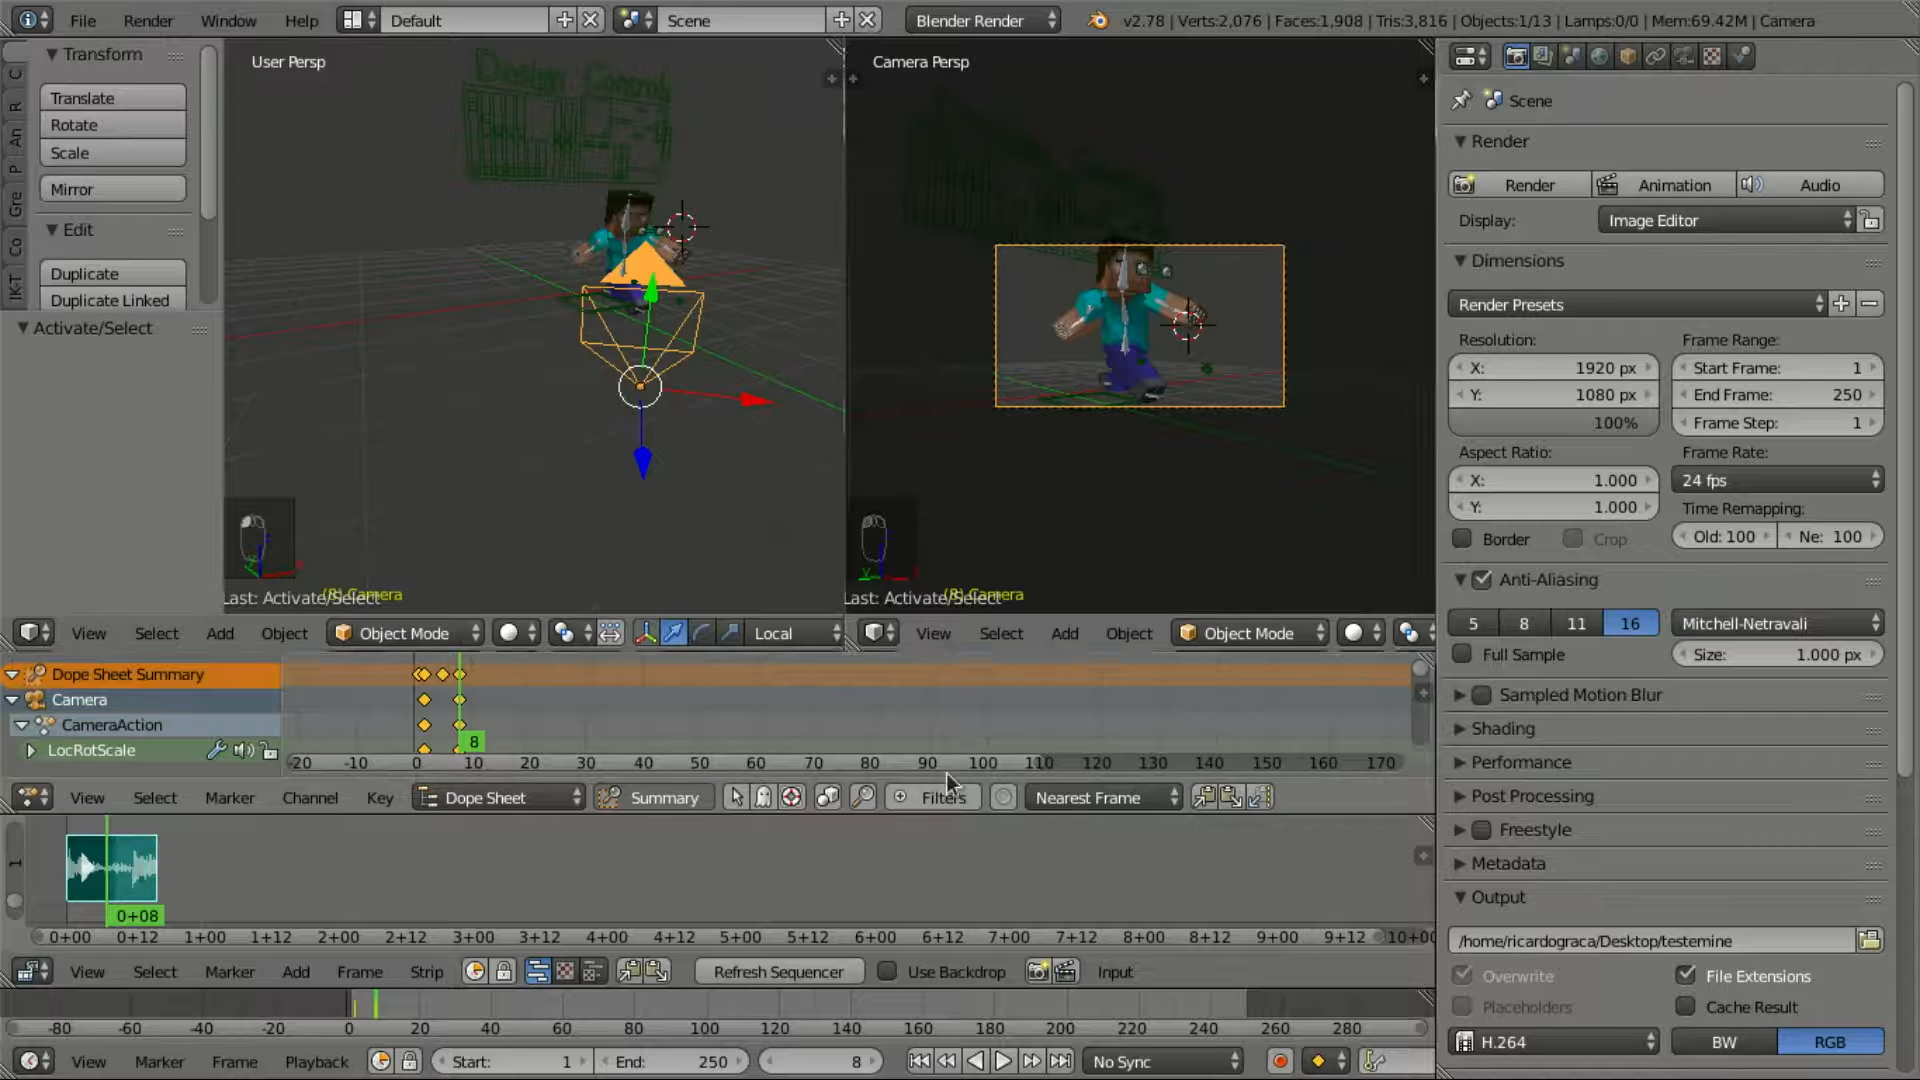 File Render Window Help Default Scene Blender Render v2.78 | Verts:2,076 | Faces:1,908 | Tris:3,816 | Objects:1/13 | Lamps:0/0 | Mem:69.42M | Camera
Transform
Translate
Rotate
Scale
Mirror
Edit
Duplicate
Duplicate Linked
Activate/Select
C
R
An
P
Gre
Co
IK-T
User Persp
Design Control
Last: Activate/Select
(8) Camera
Camera Persp
Last: Activate/Select
(8) Camera
View Select Add Object Object Mode Local
View Select Add Object Object Mode
Dope Sheet Summary
Camera
CameraAction
LocRotScale
8
-20 -10 0 10 20 30 40 50 60 70 80 90 100 110 120 130 140 150 160 170
View Select Marker Channel Key Dope Sheet Summary Filters Nearest Frame
1
0+08
0+00 0+12 1+00 1+12 2+00 2+12 3+00 3+12 4+00 4+12 5+00 5+12 6+00 6+12 7+00 7+12 8+00 8+12 9+00 9+12 10+00
View Select Marker Add Frame Strip Refresh Sequencer Use Backdrop Input
-80 -60 -40 -20 0 20 40 60 80 100 120 140 160 180 200 220 240 260 280
View Marker Frame Playback Start: 1 End: 250 8 No Sync
Scene
Render
Render Animation Audio
Display: Image Editor
Dimensions
Render Presets
Resolution: Frame Range:
X: 1920 px Start Frame: 1
Y: 1080 px End Frame: 250
100% Frame Step: 1
Aspect Ratio: Frame Rate:
X: 1.000 24 fps
Y: 1.000 Time Remapping:
Border Crop Old: 100 Ne: 100
Anti-Aliasing
5 8 11 16 Mitchell-Netravali
Full Sample Size: 1.000 px
Sampled Motion Blur
Shading
Performance
Post Processing
Freestyle
Metadata
Output
/home/ricardograca/Desktop/testemine
Overwrite File Extensions
Placeholders Cache Result
H.264 BW RGB